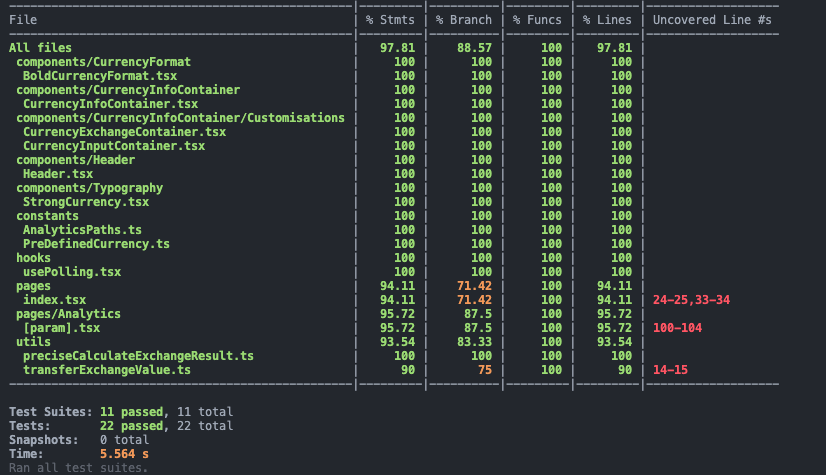 File | % Stmts | % Branch | % Funcs | % Lines | Uncovered Line #s
All files | 97.81 | 88.57 | 100 | 97.81 |
components/CurrencyFormat | 100 | 100 | 100 | 100 |
BoldCurrencyFormat.tsx | 100 | 100 | 100 | 100 |
components/CurrencyInfoContainer | 100 | 100 | 100 | 100 |
CurrencyInfoContainer.tsx | 100 | 100 | 100 | 100 |
components/CurrencyInfoContainer/Customisations | 100 | 100 | 100 | 100 |
CurrencyExchangeContainer.tsx | 100 | 100 | 100 | 100 |
CurrencyInputContainer.tsx | 100 | 100 | 100 | 100 |
components/Header | 100 | 100 | 100 | 100 |
Header.tsx | 100 | 100 | 100 | 100 |
components/Typography | 100 | 100 | 100 | 100 |
StrongCurrency.tsx | 100 | 100 | 100 | 100 |
constants | 100 | 100 | 100 | 100 |
AnalyticsPaths.ts | 100 | 100 | 100 | 100 |
PreDefinedCurrency.ts | 100 | 100 | 100 | 100 |
hooks | 100 | 100 | 100 | 100 |
usePolling.tsx | 100 | 100 | 100 | 100 |
pages | 94.11 | 71.42 | 100 | 94.11 |
index.tsx | 94.11 | 71.42 | 100 | 94.11 | 24-25,33-34
pages/Analytics | 95.72 | 87.5 | 100 | 95.72 |
[param].tsx | 95.72 | 87.5 | 100 | 95.72 | 100-104
utils | 93.54 | 83.33 | 100 | 93.54 |
preciseCalculateExchangeResult.ts | 100 | 100 | 100 | 100 |
transferExchangeValue.ts | 90 | 75 | 100 | 90 | 14-15
Test Suites: 11 passed, 11 total
Tests: 22 passed, 22 total
Snapshots: 0 total
Time: 5.564 s
Ran all test suites.